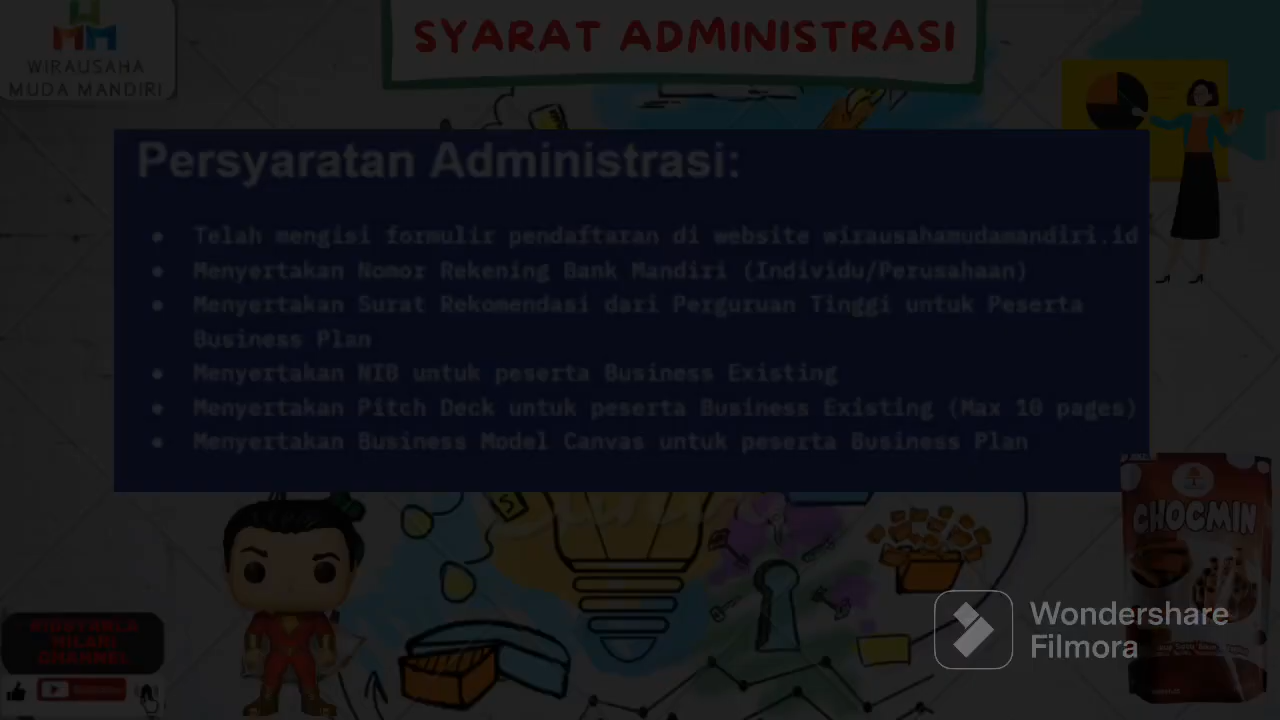 WIRAUSAHA
MUDA MANDIRI
SYARAT ADMINISTRASI
Persyaratan Administrasi:
• Telah mengisi formulir pendaftaran di website wirausahamudamandiri.id
• Menyertakan Nomor Rekening Bank Mandiri (Individu/Perusahaan)
• Menyertakan Surat Rekomendasi dari Perguruan Tinggi untuk Peserta
Business Plan
• Menyertakan NIB untuk peserta Business Existing
• Menyertakan Pitch Deck untuk peserta Business Existing (Max 10 pages)
• Menyertakan Business Model Canvas untuk peserta Business Plan
CHOCMIN
Wondershare
Filmora
CHANNEL